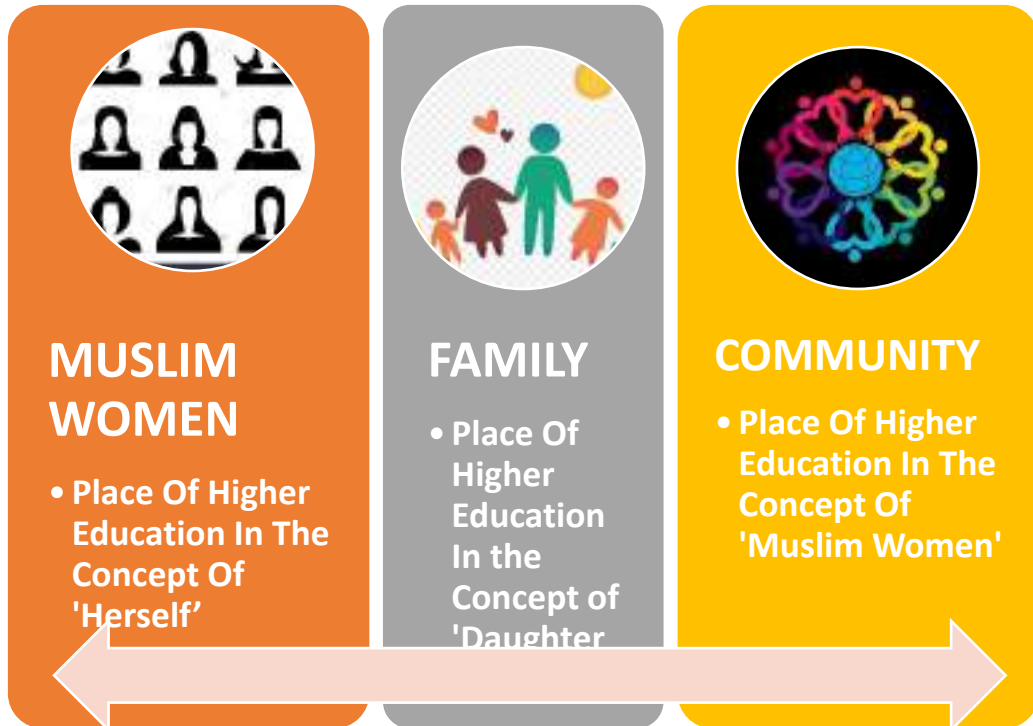 MUSLIM
WOMEN
• Place Of Higher
Education In The
Concept Of
'Herself’
FAMILY
• Place Of
Higher
Education
In the
Concept of
'Daughter
COMMUNITY
• Place Of Higher
Education In The
Concept Of
'Muslim Women'